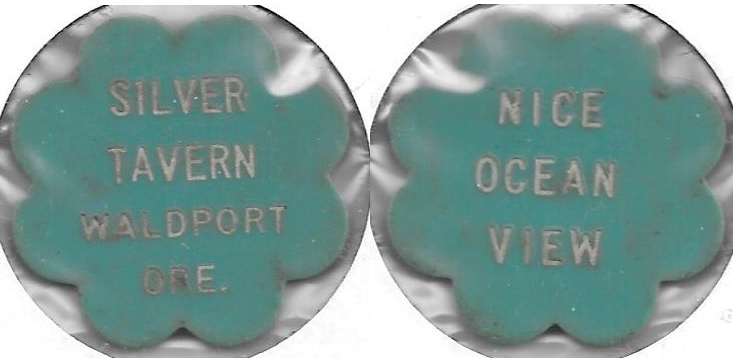 SILVER
TAVERN
WALDPORT
ORE.
NICE
OCEAN
VIEW